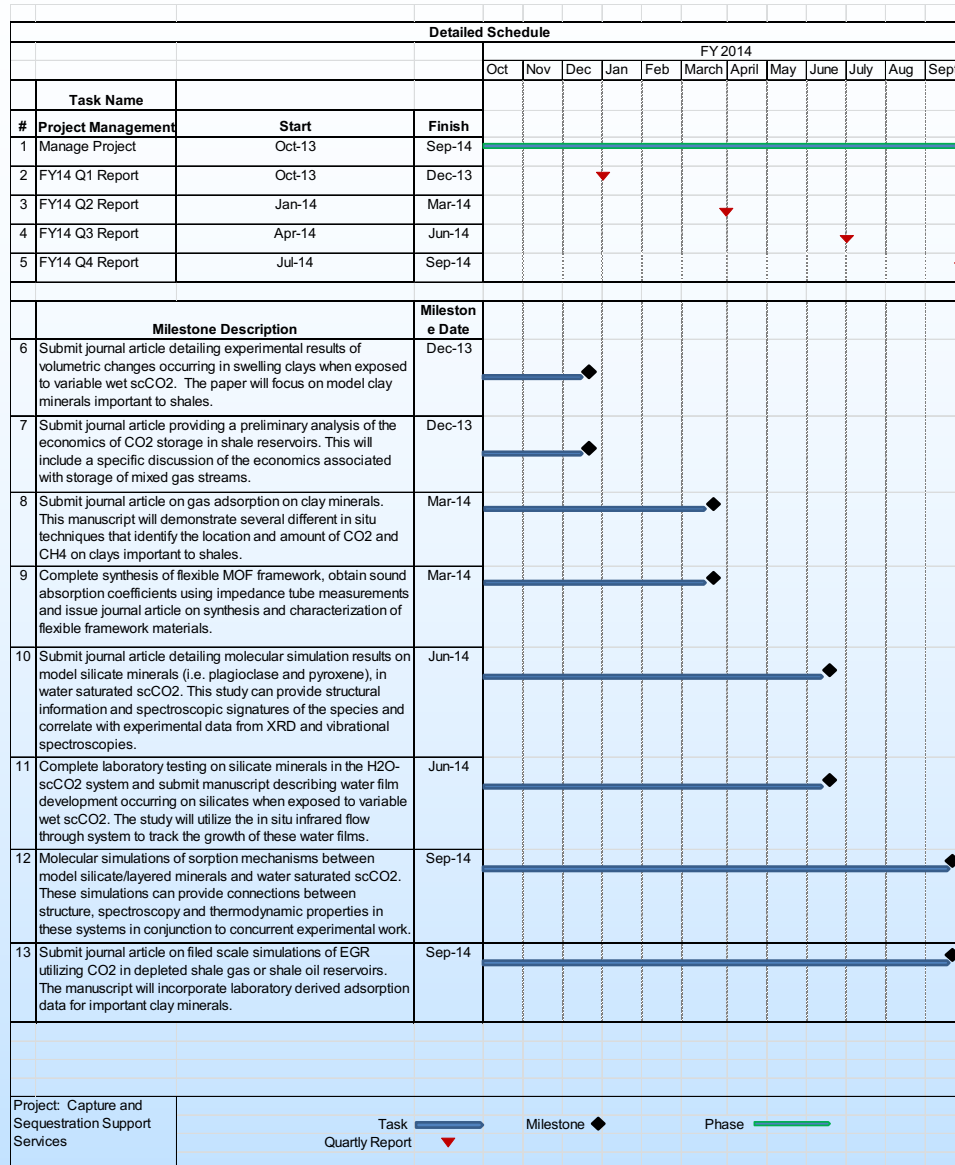 Detailed Schedule
FY 2014
Oct Nov Dec Jan Feb March April May June July Aug Sept
Task Name
# Project Management Start Finish
1 Manage Project Oct-13 Sep-14
2 FY14 Q1 Report Oct-13 Dec-13
3 FY14 Q2 Report Jan-14 Mar-14
4 FY14 Q3 Report Apr-14 Jun-14
5 FY14 Q4 Report Jul-14 Sep-14
Milestone Description
Mileston
e Date
6 Submit journal article detailing experimental results of Dec-13
volumetric changes occurring in swelling clays when exposed
to variable wet scCO2. The paper will focus on model clay
minerals important to shales.
7 Submit journal article providing a preliminary analysis of the Dec-13
economics of CO2 storage in shale reservoirs. This will
include a specific discussion of the economics associated
with storage of mixed gas streams.
8 Submit journal article on gas adsorption on clay minerals. Mar-14
This manuscript will demonstrate several different in situ
techniques that identify the location and amount of CO2 and
CH4 on clays important to shales.
9 Complete synthesis of flexible MOF framework, obtain sound Mar-14
absorption coefficients using impedance tube measurements
and issue journal article on synthesis and characterization of
flexible framework materials.
10 Submit journal article detailing molecular simulation results on Jun-14
model silicate minerals (i.e. plagioclase and pyroxene), in
water saturated scCO2. This study can provide structural
information and spectroscopic signatures of the species and
correlate with experimental data from XRD and vibrational
spectroscopies.
11 Complete laboratory testing on silicate minerals in the H2O- Jun-14
scCO2 system and submit manuscript describing water film
development occurring on silicates when exposed to variable
wet scCO2. The study will utilize the in situ infrared flow
through system to track the growth of these water films.
12 Molecular simulations of sorption mechanisms between Sep-14
model silicate/layered minerals and water saturated scCO2.
These simulations can provide connections between
structure, spectroscopy and thermodynamic properties in
these systems in conjunction to concurrent experimental work.
13 Submit journal article on filed scale simulations of EGR Sep-14
utilizing CO2 in depleted shale gas or shale oil reservoirs.
The manuscript will incorporate laboratory derived adsorption
data for important clay minerals.
Project: Capture and
Sequestration Support
Services
Task Milestone Phase
Quartly Report